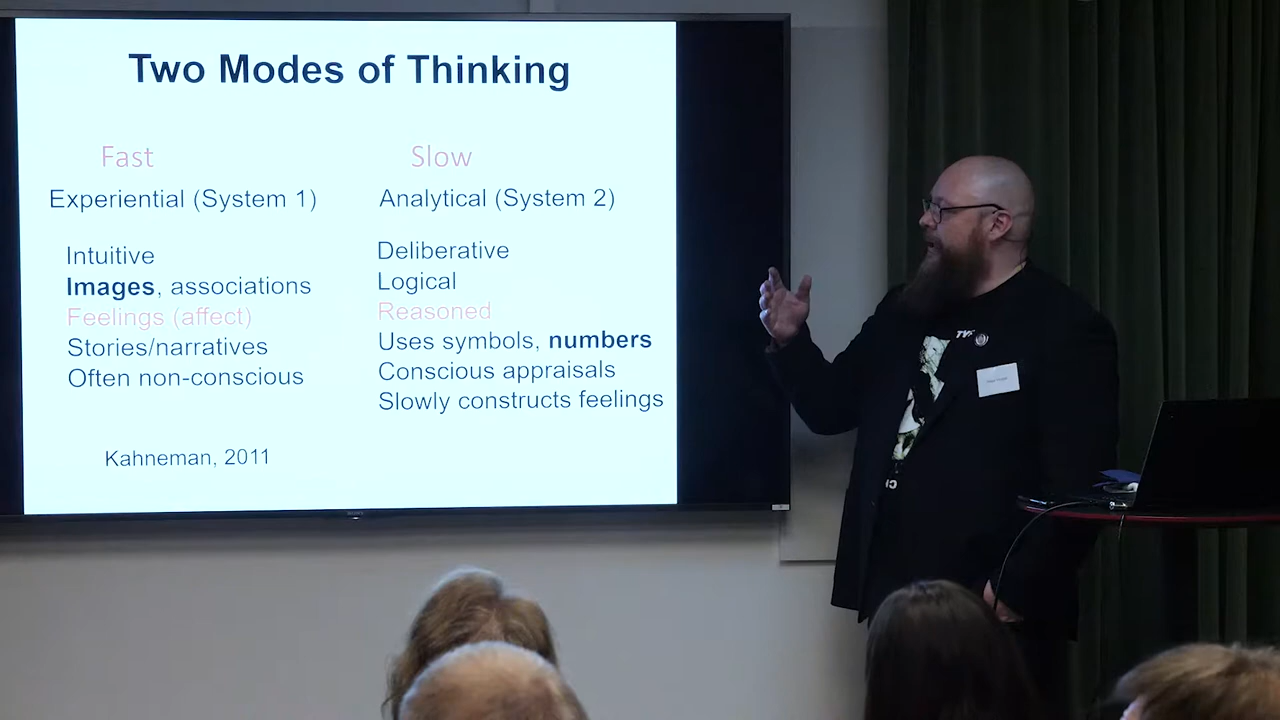 Two Modes of Thinking
Fast
Experiential (System 1)
Intuitive
Images, associations
Feelings (affect)
Stories/narratives
Often non-conscious
Kahneman, 2011
Slow
Analytical (System 2)
Deliberative
Logical
Reasoned
Uses symbols, numbers
Conscious appraisals
Slowly constructs feelings
SONY